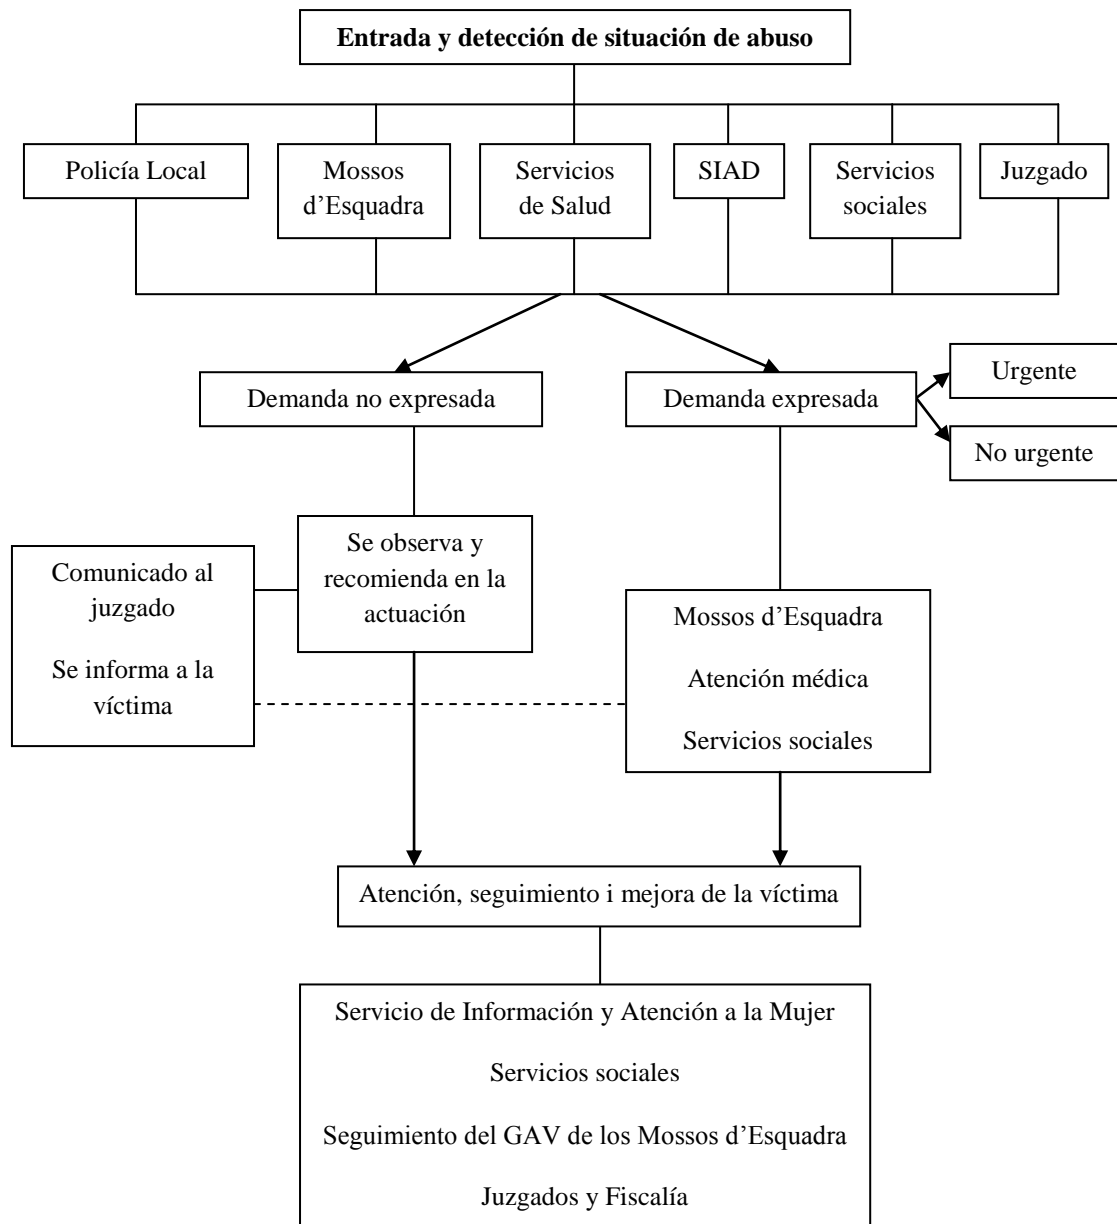 Entrada y detección de situación de abuso
Policía Local
Mossos
d’Esquadra
Servicios
de Salud
SIAD
Servicios
sociales
Juzgado
Demanda no expresada
Demanda expresada
Urgente
No urgente
Comunicado al
juzgado
Se informa a la
víctima
Se observa y
recomienda en la
actuación
Mossos d’Esquadra
Atención médica
Servicios sociales
Atención, seguimiento i mejora de la víctima
Servicio de Información y Atención a la Mujer
Servicios sociales
Seguimiento del GAV de los Mossos d’Esquadra
Juzgados y Fiscalía